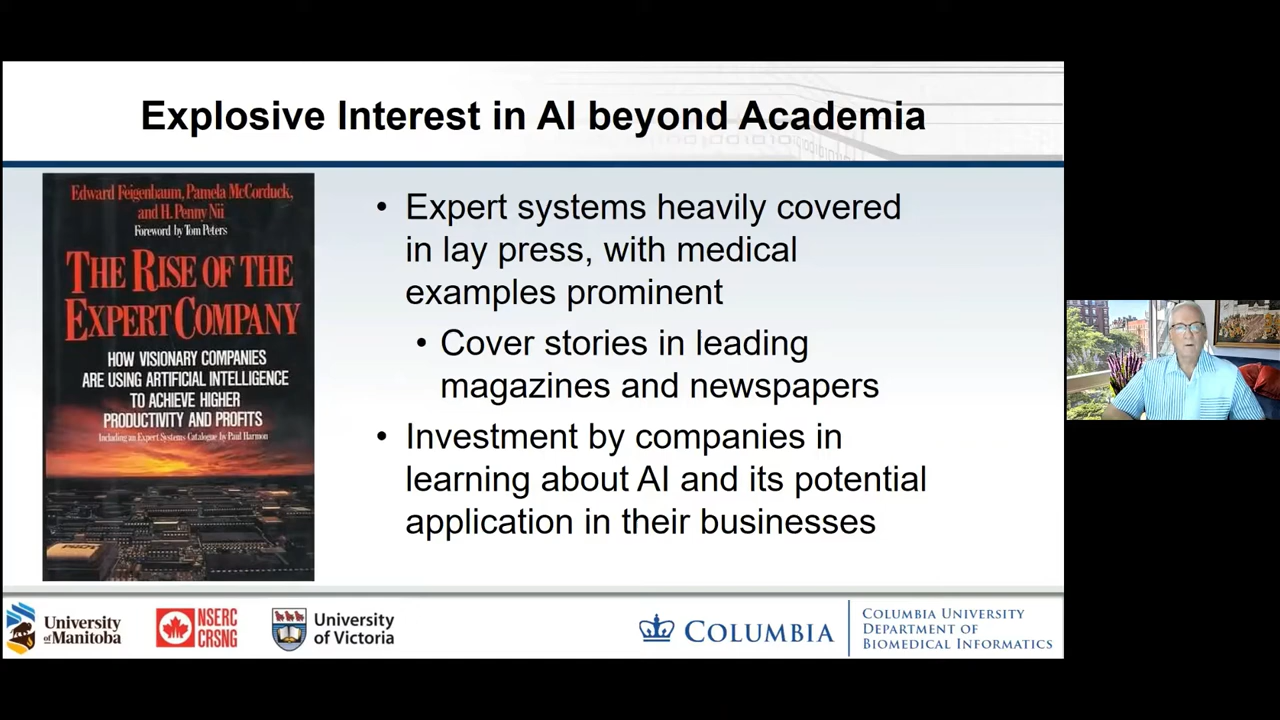 Explosive Interest in AI beyond Academia
Edward Feigenbaum, Pamela McCorduck,
and H. Penny Nii
Foreword by Tom Peters
THE RISE OF THE
EXPERT COMPANY
HOW VISIONARY COMPANIES
ARE USING ARTIFICIAL INTELLIGENCE
TO ACHIEVE HIGHER
PRODUCTIVITY AND PROFITS
Including an Expert Systems Catalogue by Paul Harmon
• Expert systems heavily covered
in lay press, with medical
examples prominent
• Cover stories in leading
magazines and newspapers
• Investment by companies in
learning about AI and its potential
application in their businesses
University
of Manitoba
NSERC
CRSNG
University
of Victoria
COLUMBIA
COLUMBIA UNIVERSITY
DEPARTMENT OF
BIOMEDICAL INFORMATICS